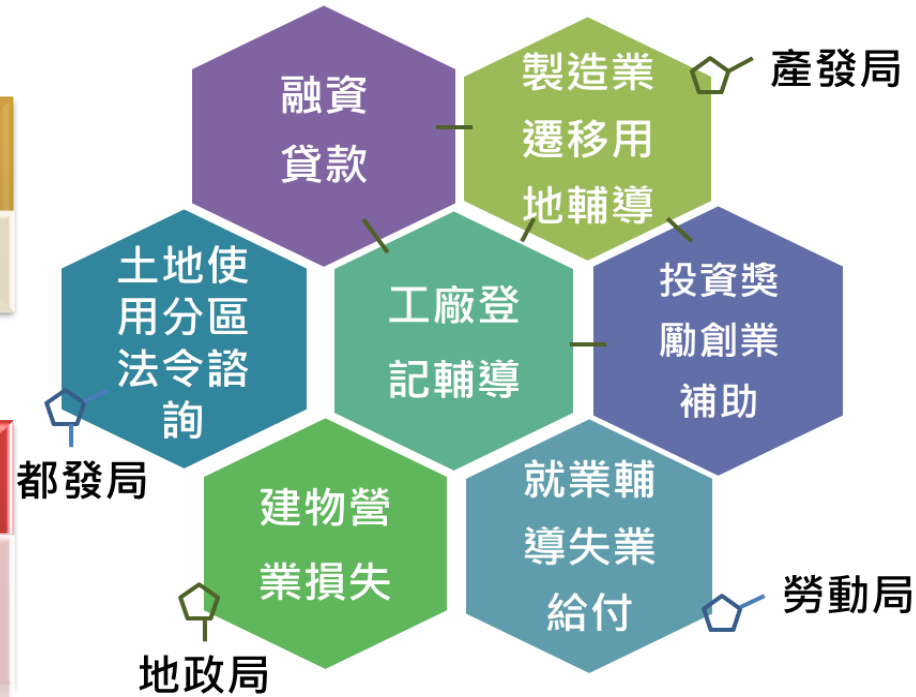 融資
貸款
製造業
遷移用
地輔導
產發局
土地使
用分區
法令諮
詢
工廠登
記輔導
投資獎
勵創業
補助
都發局
建物營
業損失
就業輔
導失業
給付
勞動局
地政局